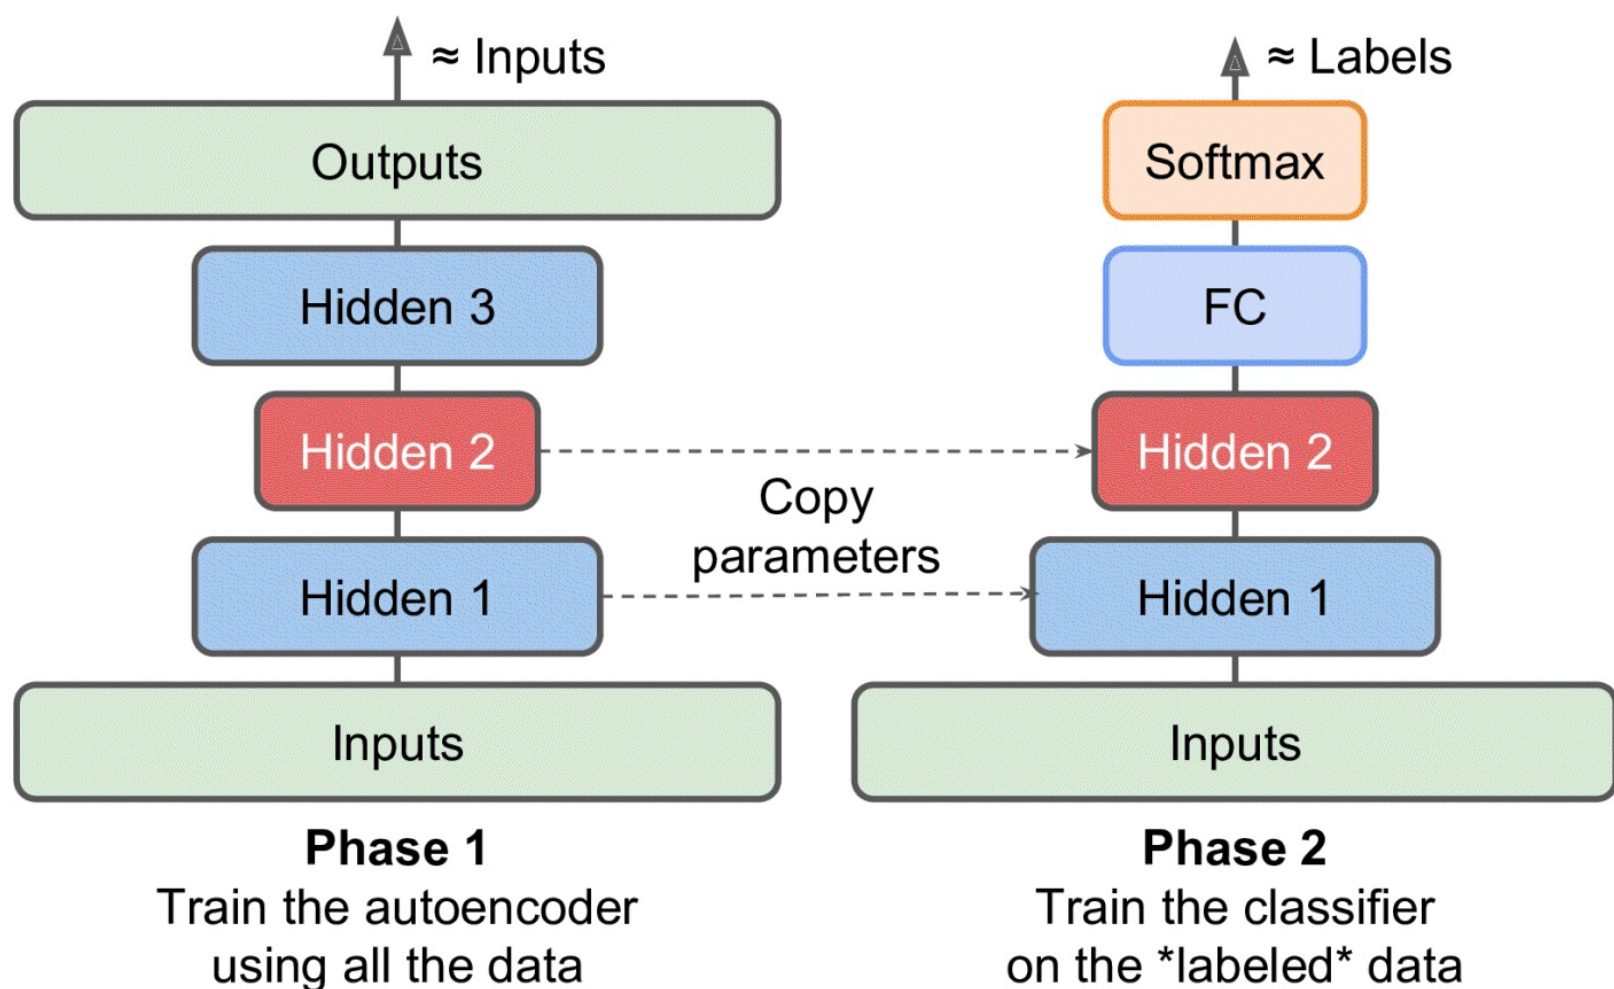 ≈ Inputs
Outputs
Hidden 3
Hidden 2
Hidden 1
Inputs
Phase 1
Train the autoencoder
using all the data
Copy
parameters
≈ Labels
Softmax
FC
Hidden 2
Hidden 1
Inputs
Phase 2
Train the classifier
on the *labeled* data